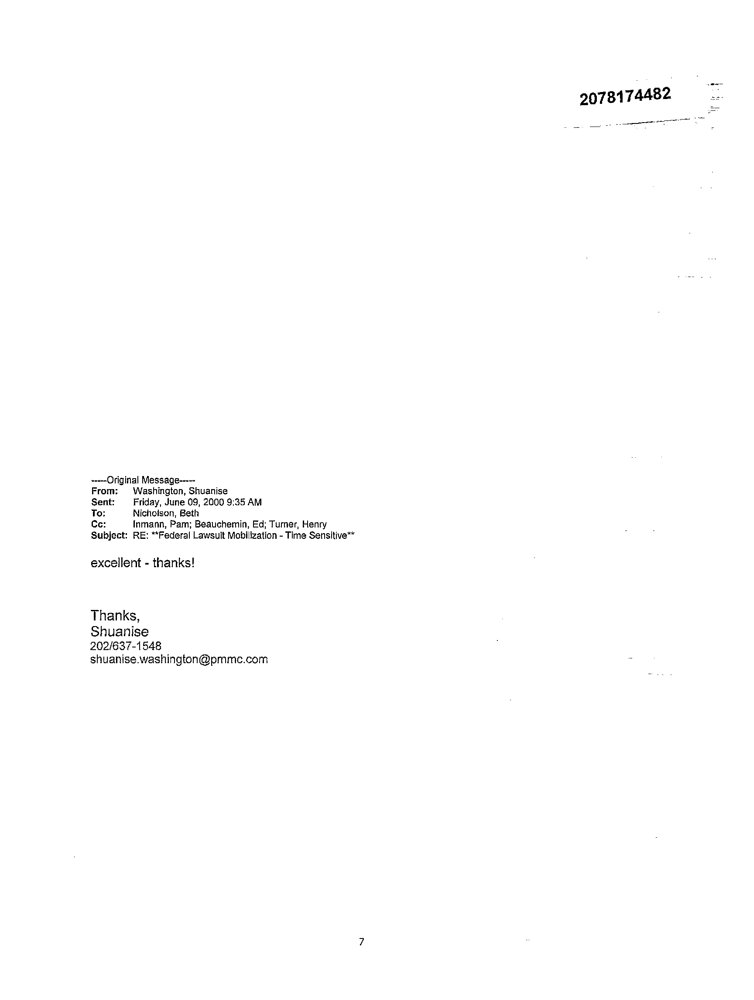 2078174482
-----Original Message-----
From: Washington, Shuanise
Sent: Friday, June 09, 2000 9:35 AM
To: Nicholson, Beth
Cc: Inmann, Pam; Beauchemin, Ed; Turner, Henry
Subject: RE: **Federal Lawsuit Mobilization - Time Sensitive**
excellent - thanks!
Thanks,
Shuanise
202/637-1548
shuanise.washington@pmmc.com
7